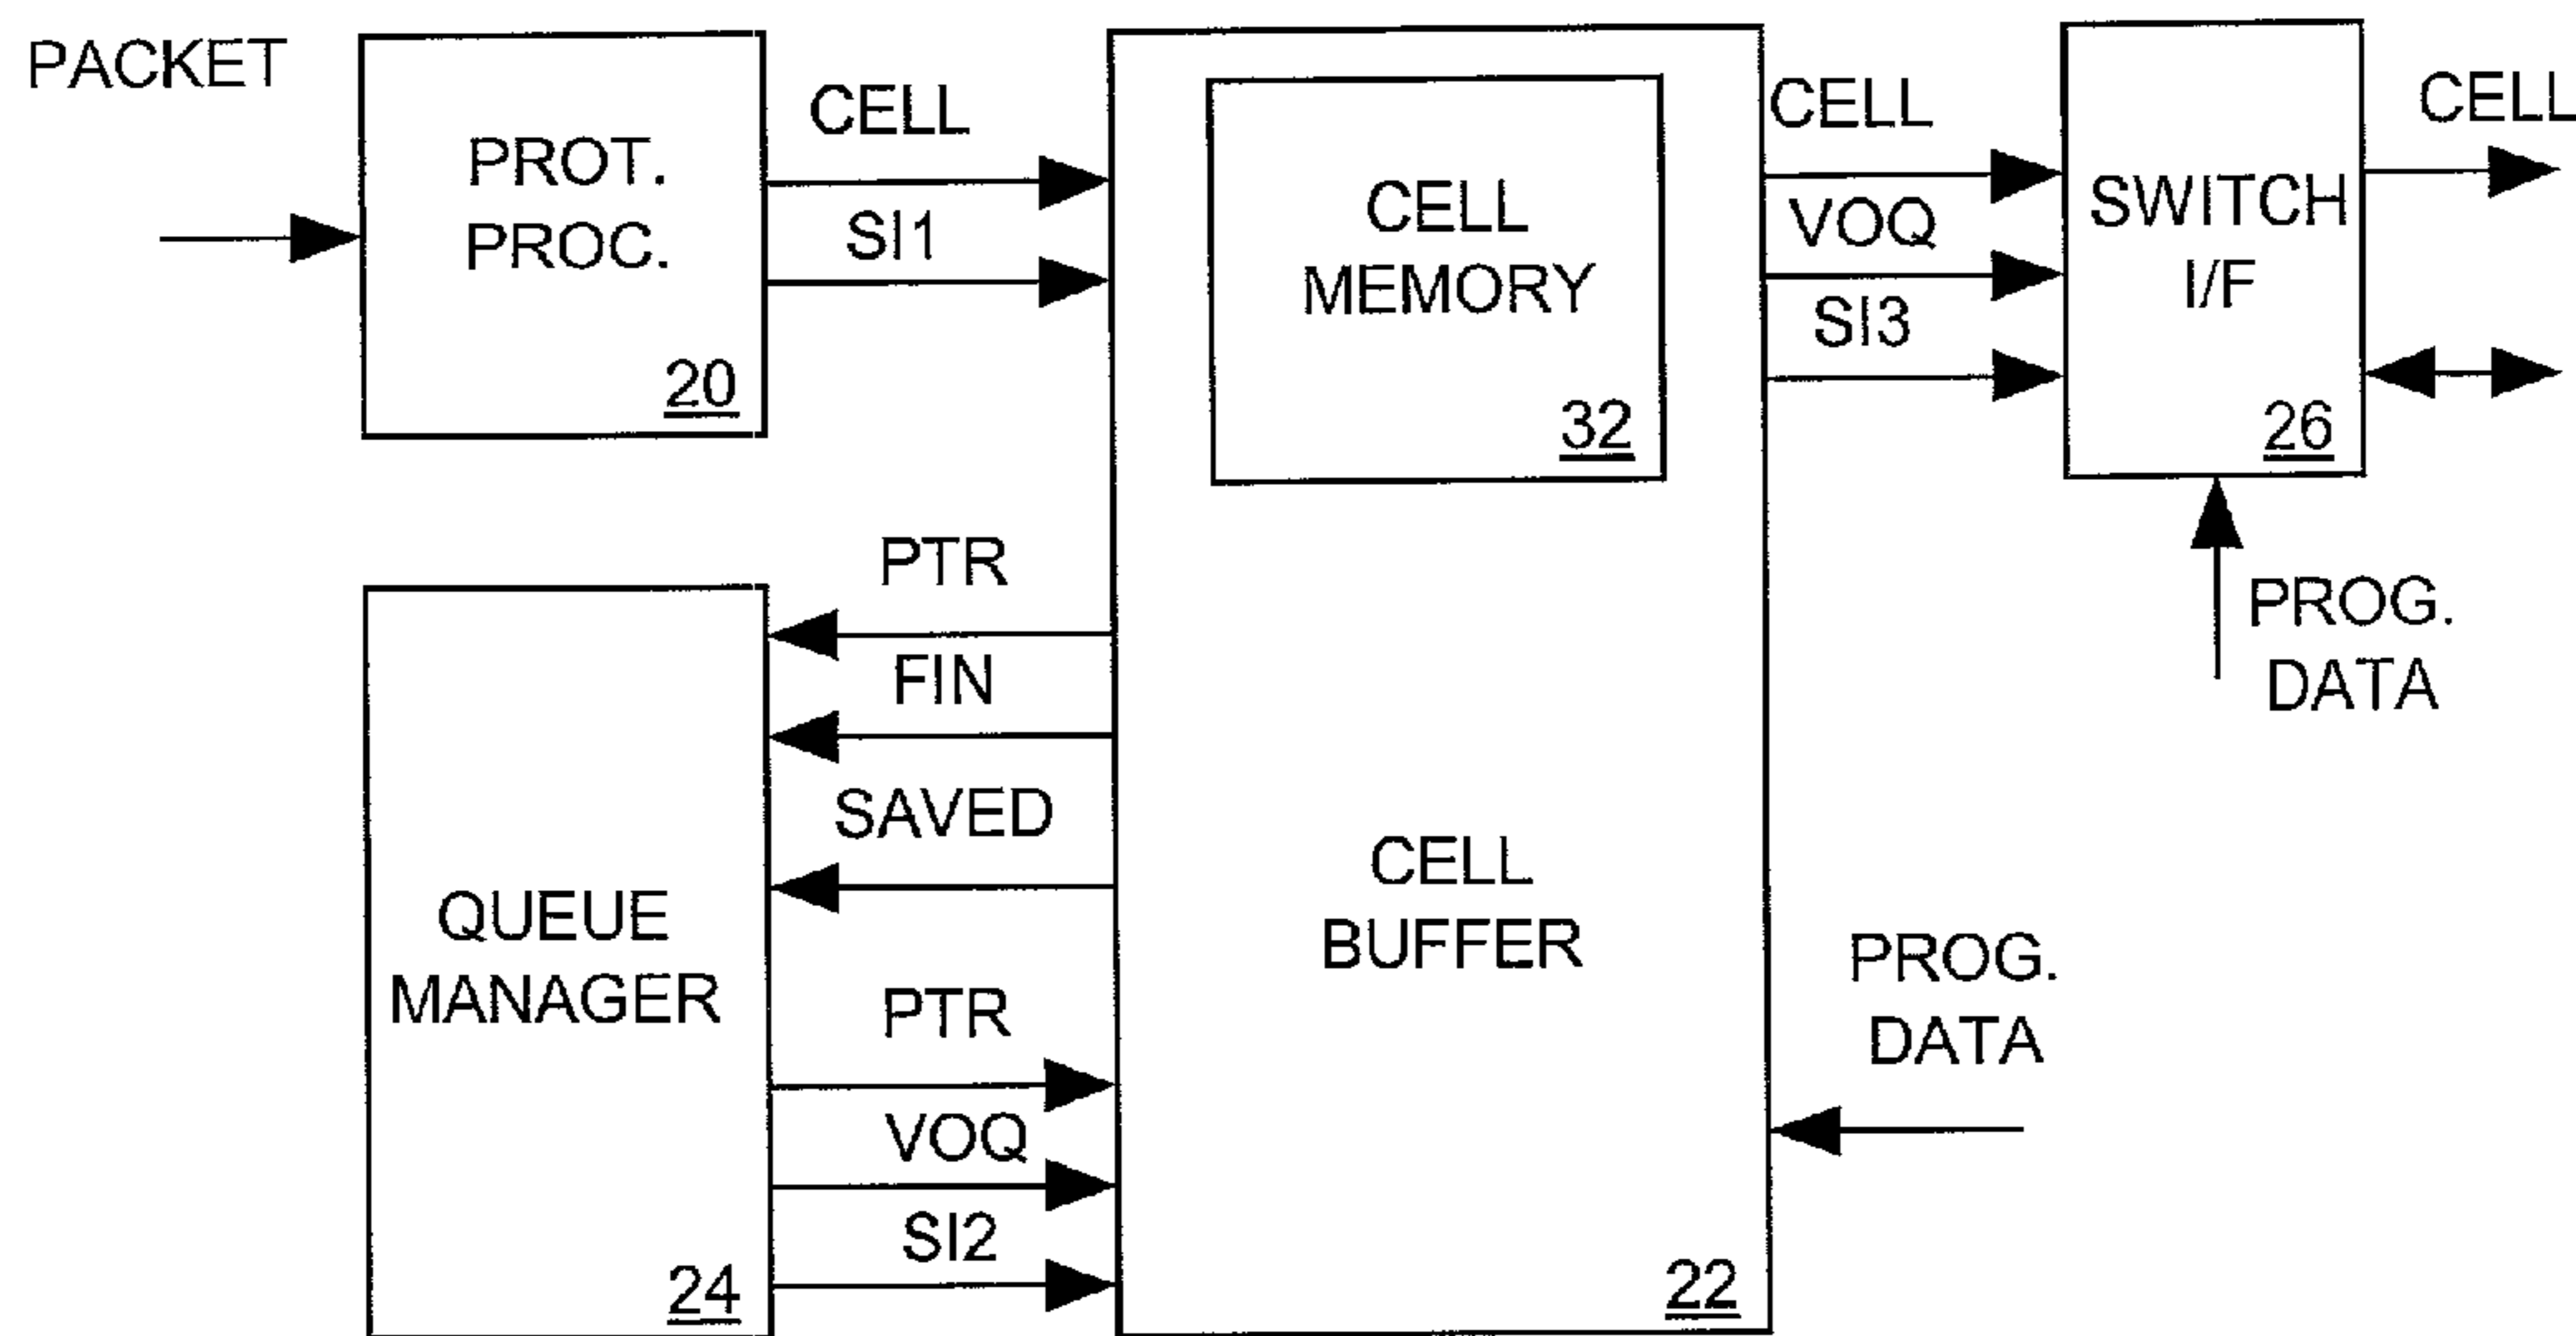 PACKET
PROT.
PROC.
20
CELL
SI1
CELL
MEMORY
32
CELL
VOQ
SI3
SWITCH
I/F
26
CELL
PROG.
DATA
PTR
FIN
SAVED
QUEUE
MANAGER
24
PTR
VOQ
SI2
CELL
BUFFER
22
PROG.
DATA